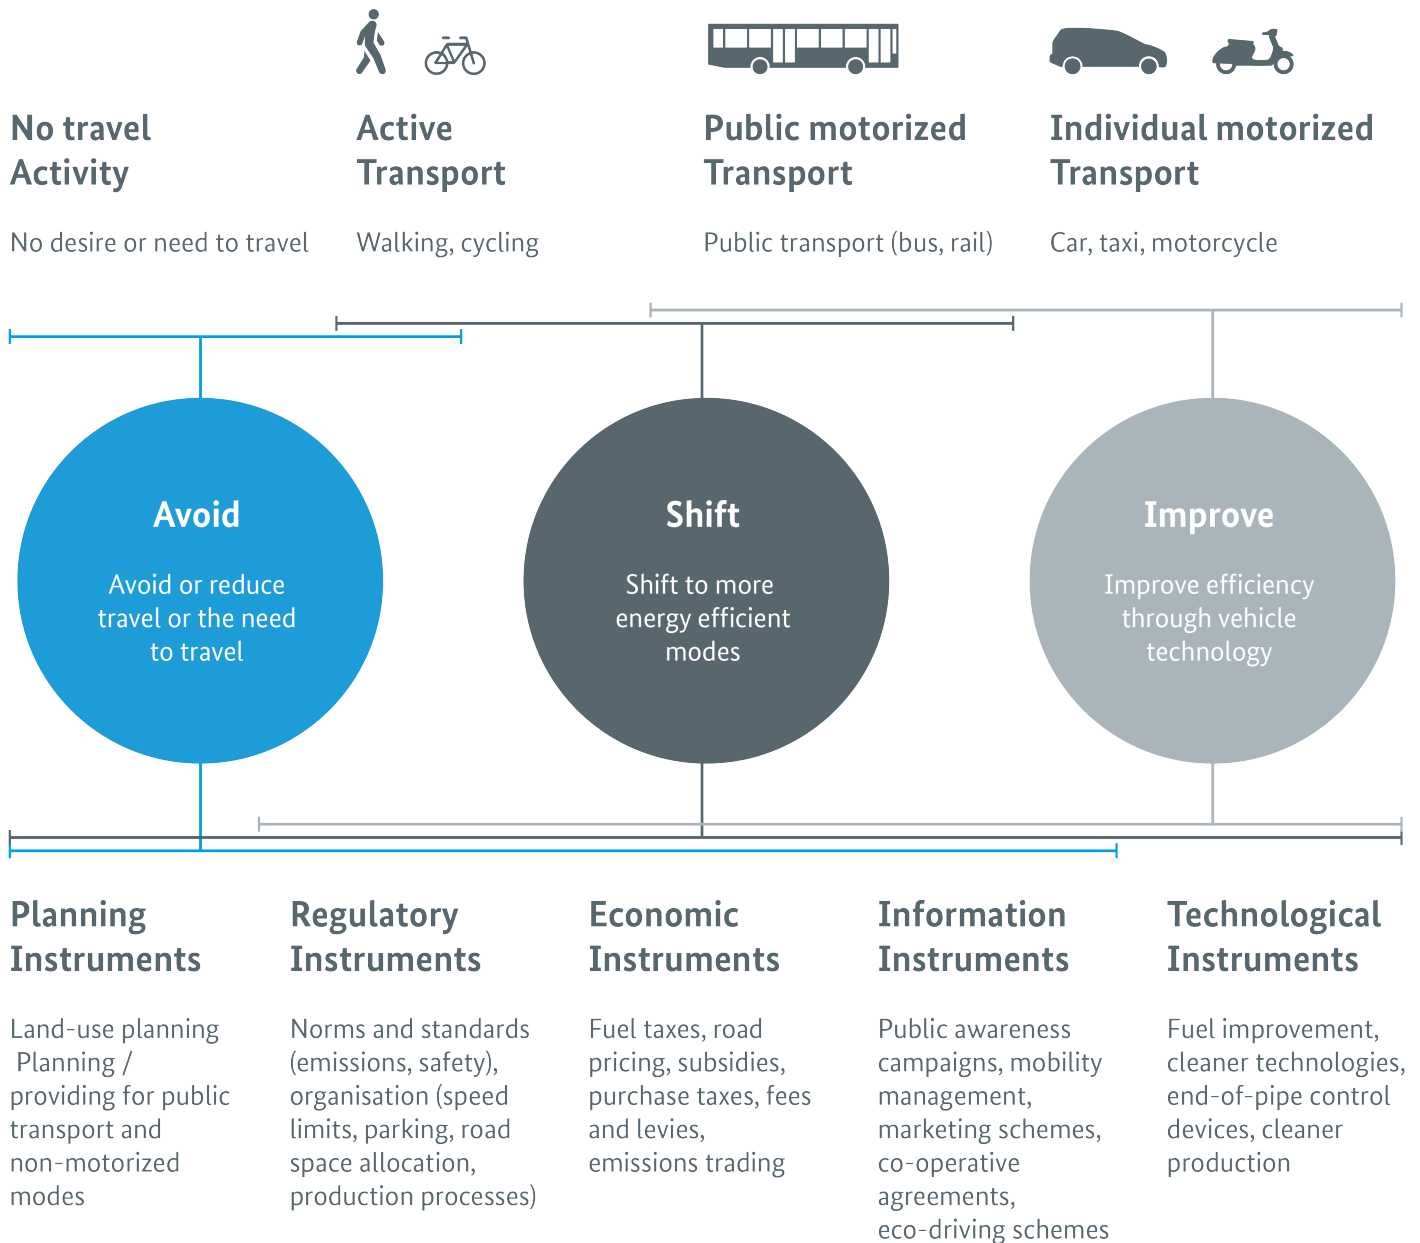 No travel
Activity
No desire or need to travel
Active
Transport
Walking, cycling
Public motorized
Transport
Public transport (bus, rail)
Individual motorized
Transport
Car, taxi, motorcycle
Avoid
Avoid or reduce
travel or the need
to travel
Shift
Shift to more
energy efficient
modes
Improve
Improve efficiency
through vehicle
technology
Planning
Instruments
Land-use planning
Planning /
providing for public
transport and
non-motorized
modes
Regulatory
Instruments
Norms and standards
(emissions, safety),
organisation (speed
limits, parking, road
space allocation,
production processes)
Economic
Instruments
Fuel taxes, road
pricing, subsidies,
purchase taxes, fees
and levies,
emissions trading
Information
Instruments
Public awareness
campaigns, mobility
management,
marketing schemes,
co-operative
agreements,
eco-driving schemes
Technological
Instruments
Fuel improvement,
cleaner technologies,
end-of-pipe control
devices, cleaner
production